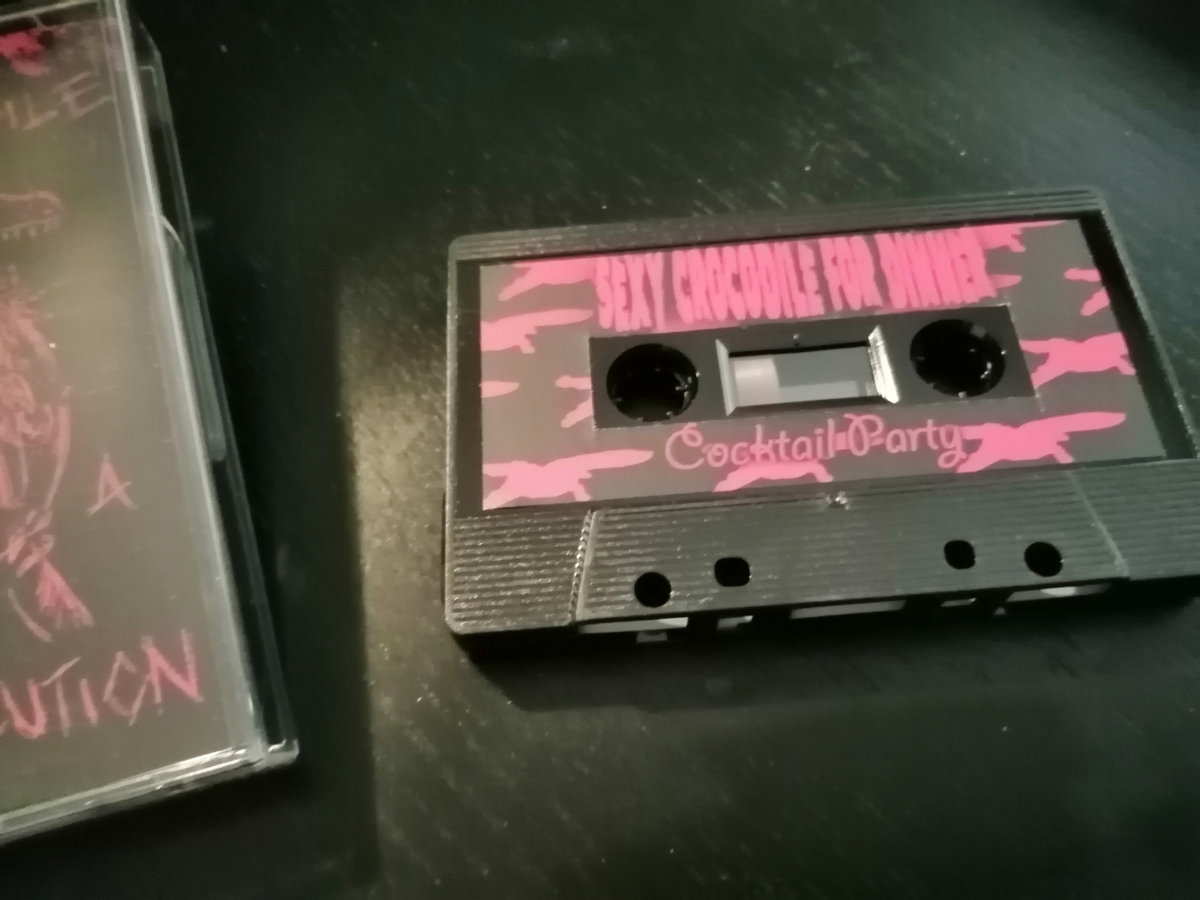 SEXY CROCODILE FOR DINNER
Cocktail Party
A